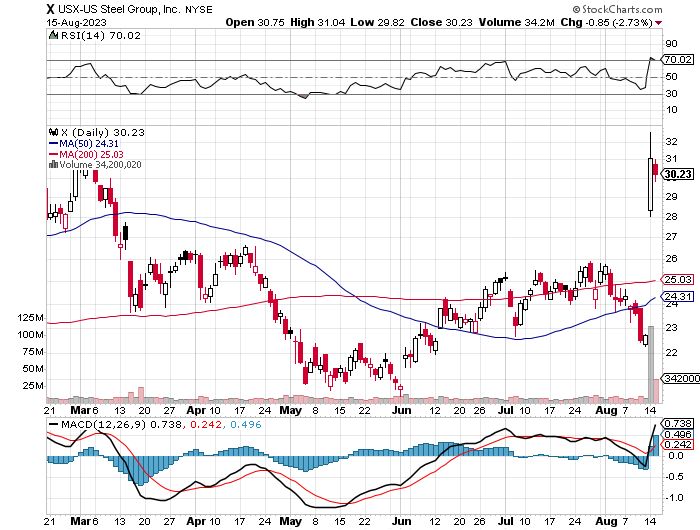 X USX-US Steel Group, Inc. NYSE © StockCharts.com
15-Aug-2023 Open 30.75 High 31.04 Low 29.82 Close 30.23 Volume 34.2M Chg -0.85 (-2.73%)
RSI(14) 70.02
90
70.02
50
30
10
X (Daily) 30.23
MA(50) 24.31
MA(200) 25.03
Volume 34,200,020
32
31
30.23
29
28
27
26
25.03
24.31
24
23
22
342000
125M
100M
75M
50M
25M
21 Mar 6 13 20 27 Apr 10 17 24 May 8 15 22 Jun 12 20 26 Jul 10 17 24 Aug 7 14
MACD(12,26,9) 0.738, 0.242, 0.496
0.738
0.496
0.242
0.0
-0.5
-1.0
21 Mar 6 13 20 27 Apr 10 17 24 May 8 15 22 Jun 12 20 26 Jul 10 17 24 Aug 7 14